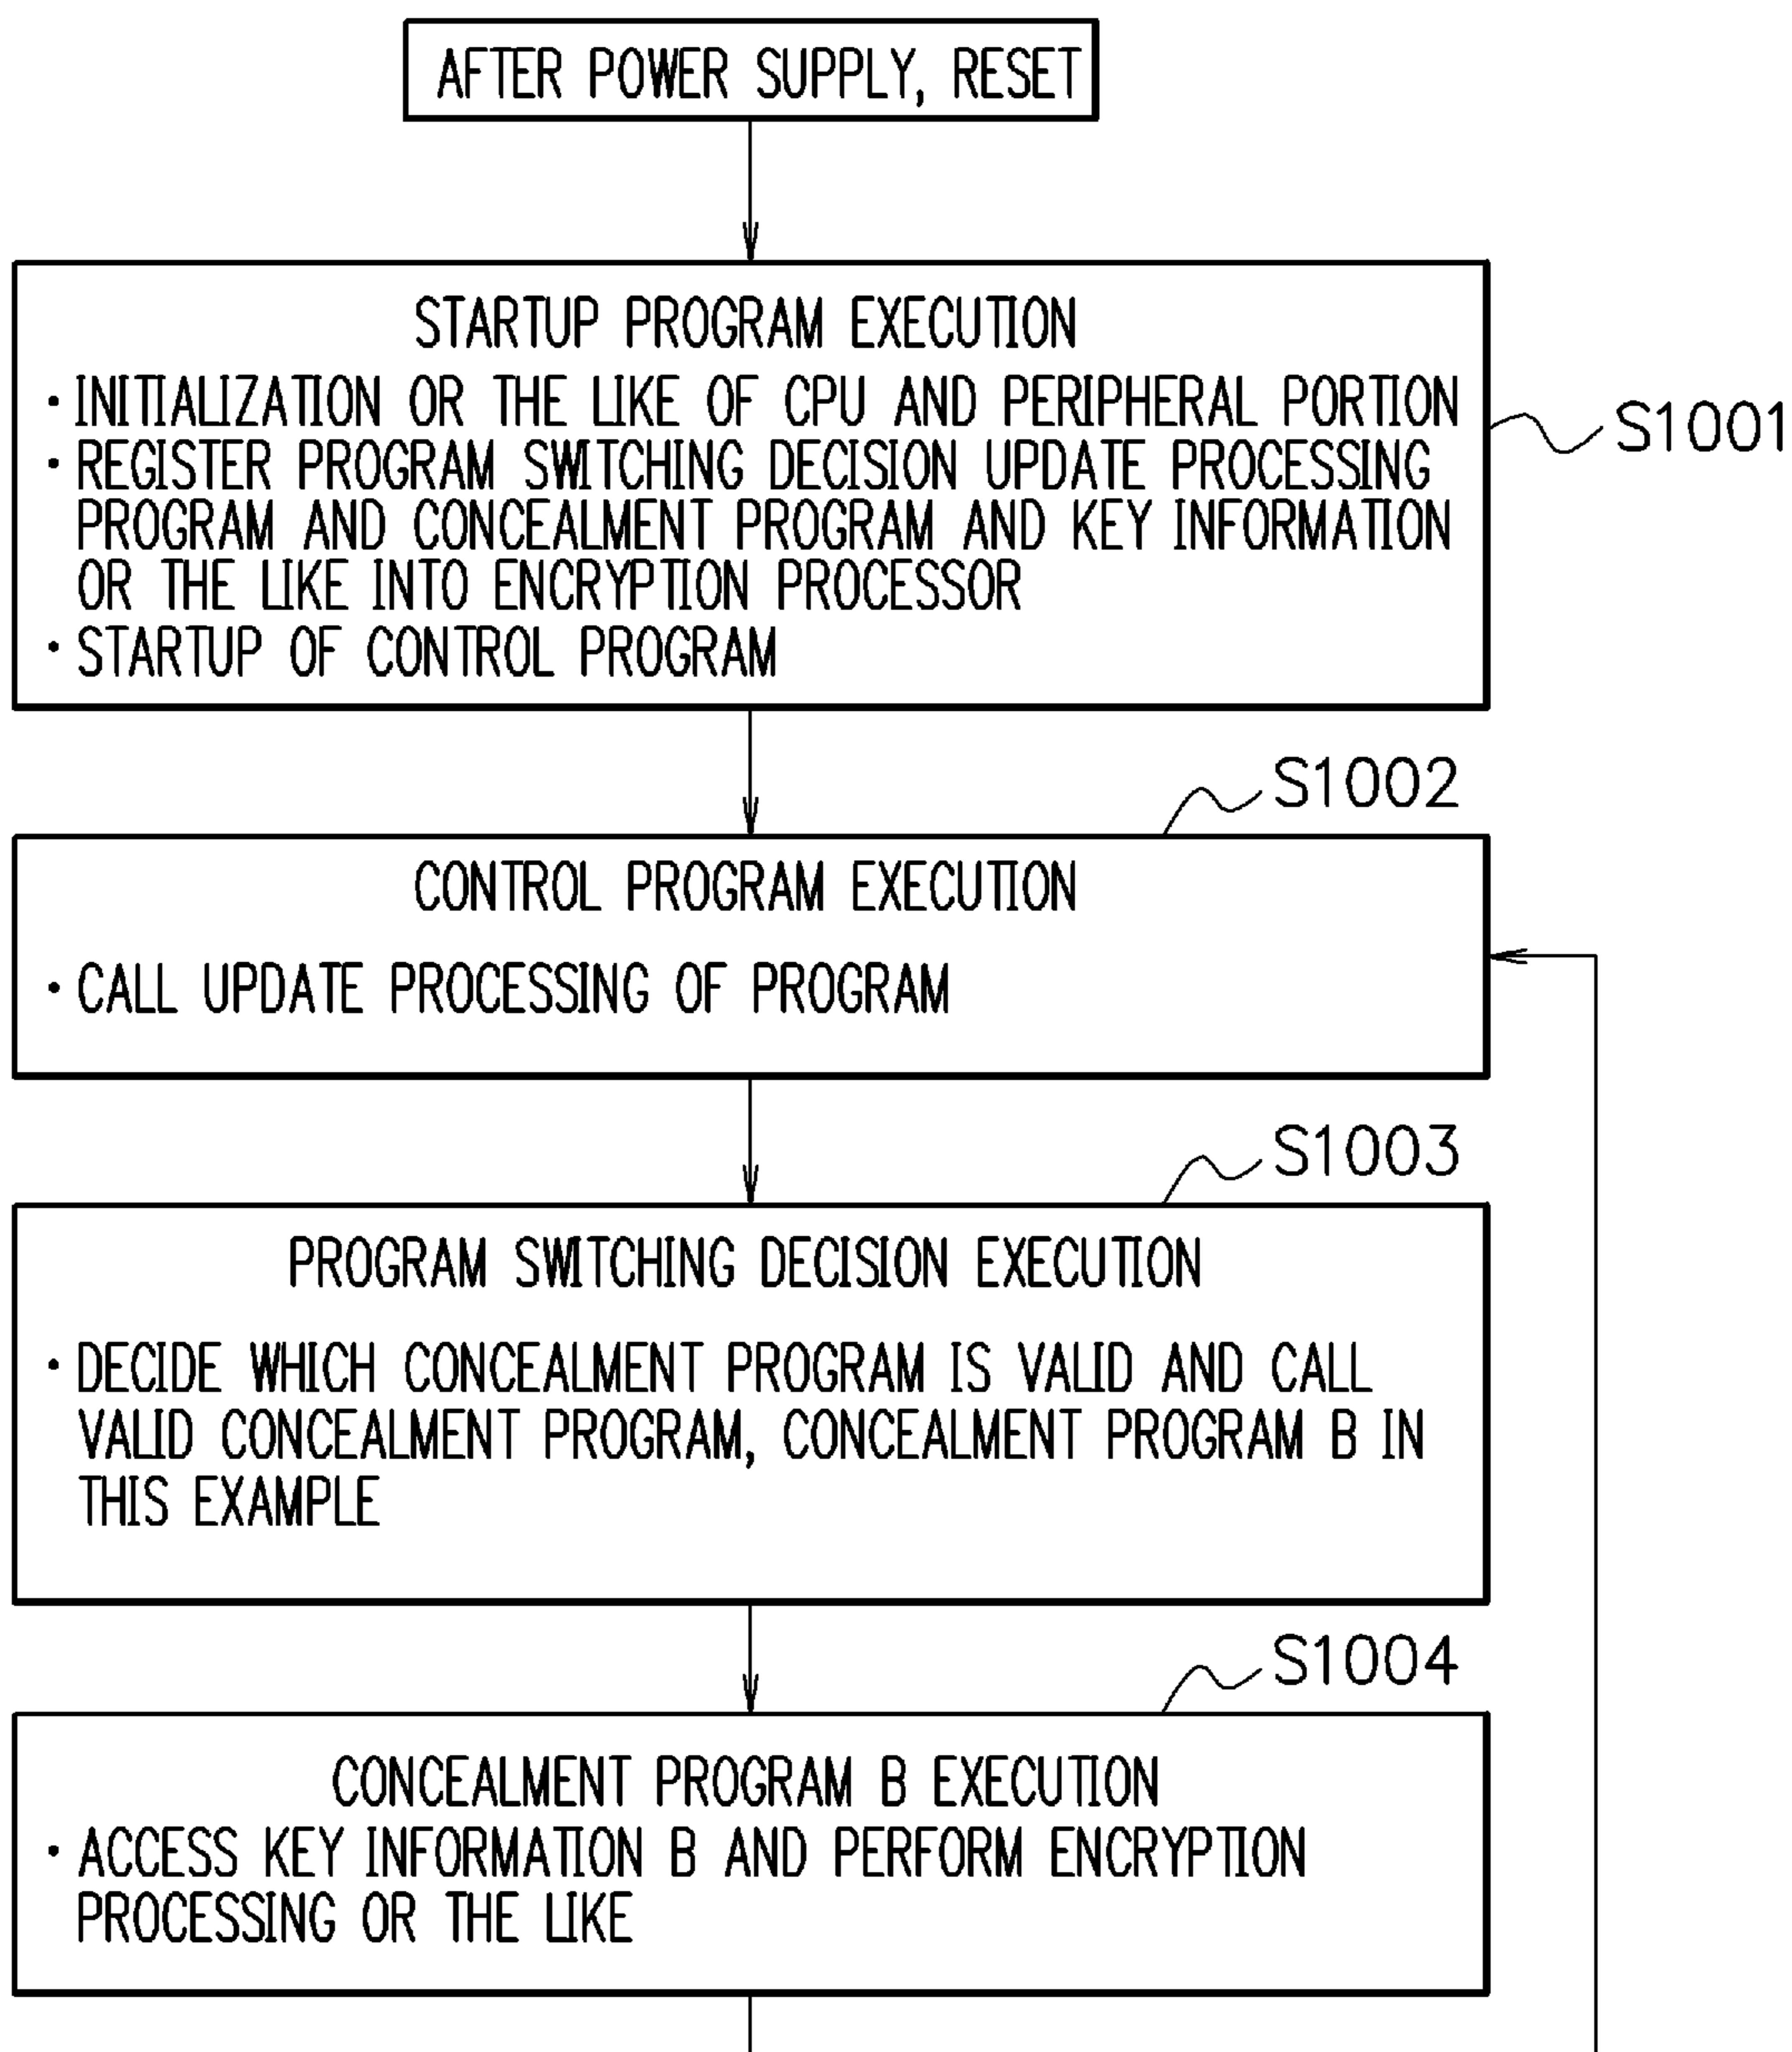 AFTER POWER SUPPLY, RESET
STARTUP PROGRAM EXECUTION
· INITIALIZATION OR THE LIKE OF CPU AND PERIPHERAL PORTION
· REGISTER PROGRAM SWITCHING DECISION UPDATE PROCESSING
PROGRAM AND CONCEALMENT PROGRAM AND KEY INFORMATION
OR THE LIKE INTO ENCRYPTION PROCESSOR
· STARTUP OF CONTROL PROGRAM
S1001
S1002
CONTROL PROGRAM EXECUTION
· CALL UPDATE PROCESSING OF PROGRAM
S1003
PROGRAM SWITCHING DECISION EXECUTION
· DECIDE WHICH CONCEALMENT PROGRAM IS VALID AND CALL
VALID CONCEALMENT PROGRAM, CONCEALMENT PROGRAM B IN
THIS EXAMPLE
S1004
CONCEALMENT PROGRAM B EXECUTION
· ACCESS KEY INFORMATION B AND PERFORM ENCRYPTION
PROCESSING OR THE LIKE